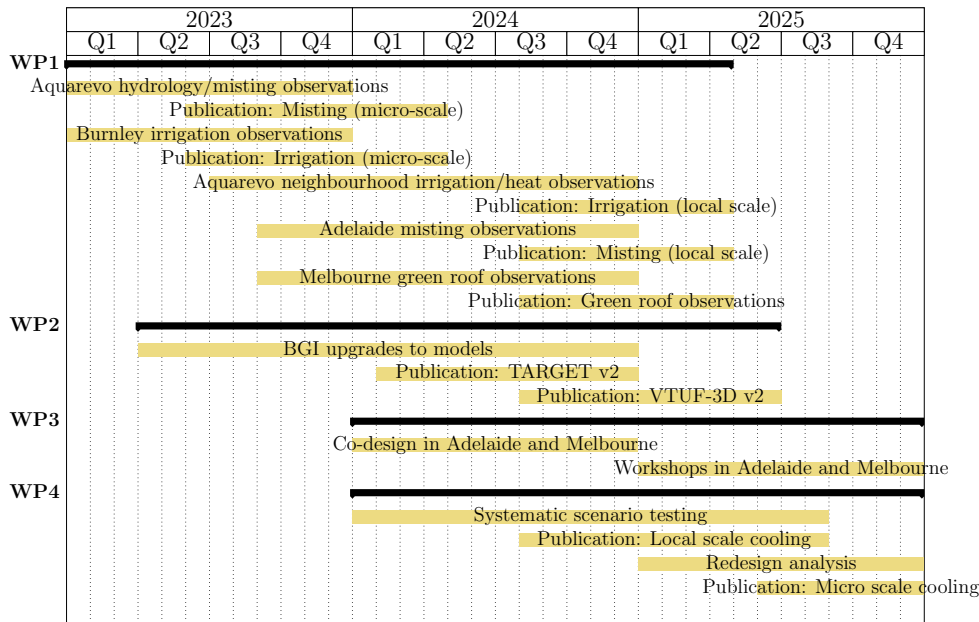 2023 2024 2025
Q1 Q2 Q3 Q4 Q1 Q2 Q3 Q4 Q1 Q2 Q3 Q4
WP1
Aquarevo hydrology/misting observations
Publication: Misting (micro-scale)
Burnley irrigation observations
Publication: Irrigation (micro-scale)
Aquarevo neighbourhood irrigation/heat observations
Publication: Irrigation (local scale)
Adelaide misting observations
Publication: Misting (local scale)
Melbourne green roof observations
Publication: Green roof observations
WP2
BGI upgrades to models
Publication: TARGET v2
Publication: VTUF-3D v2
WP3
Co-design in Adelaide and Melbourne
Workshops in Adelaide and Melbourne
WP4
Systematic scenario testing
Publication: Local scale cooling
Redesign analysis
Publication: Micro scale cooling